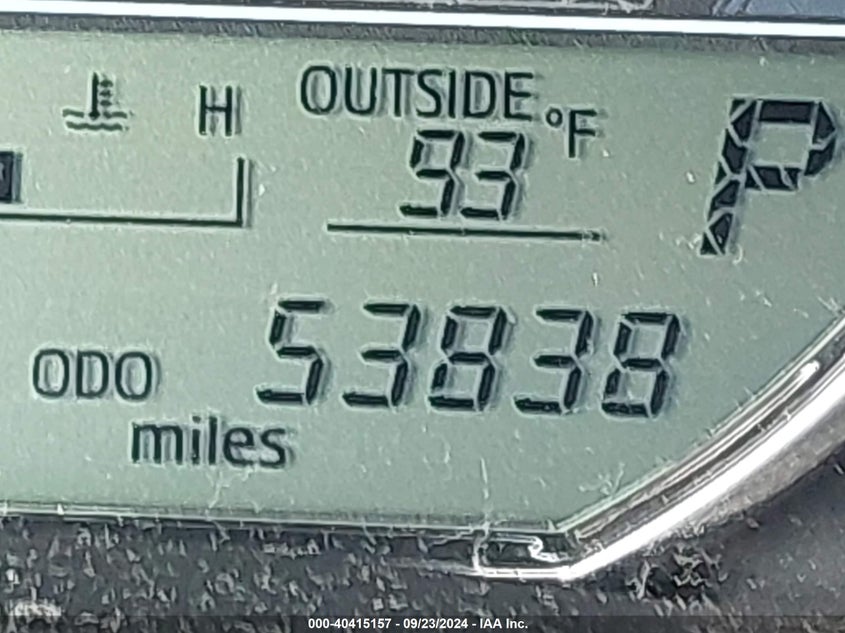 H OUTSIDE °F P
93
ODO 53838
miles
000-40415157 - 09/23/2024 - IAA Inc.